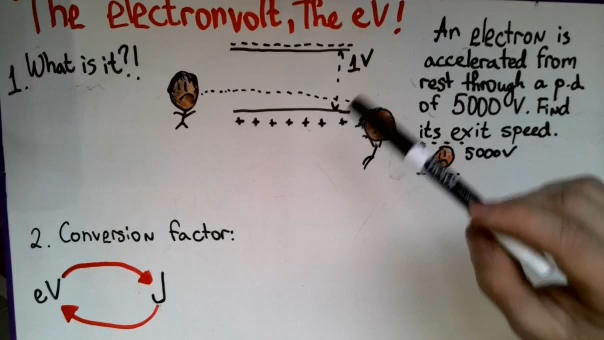 The electronvolt, The eV!
1. What is it?!
1V
+ + + + + + +
An electron is
accelerated from
rest through a p.d
of 5000V. Find
its exit speed.
5000V
2. Conversion factor:
eV J